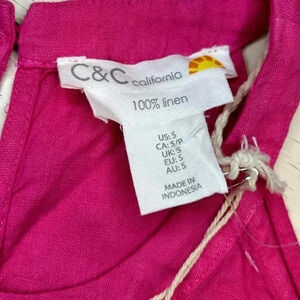 C&C california
100% linen
US: S
CA: S/P
UK: S
EU: S
AU: S
MADE IN
INDONESIA